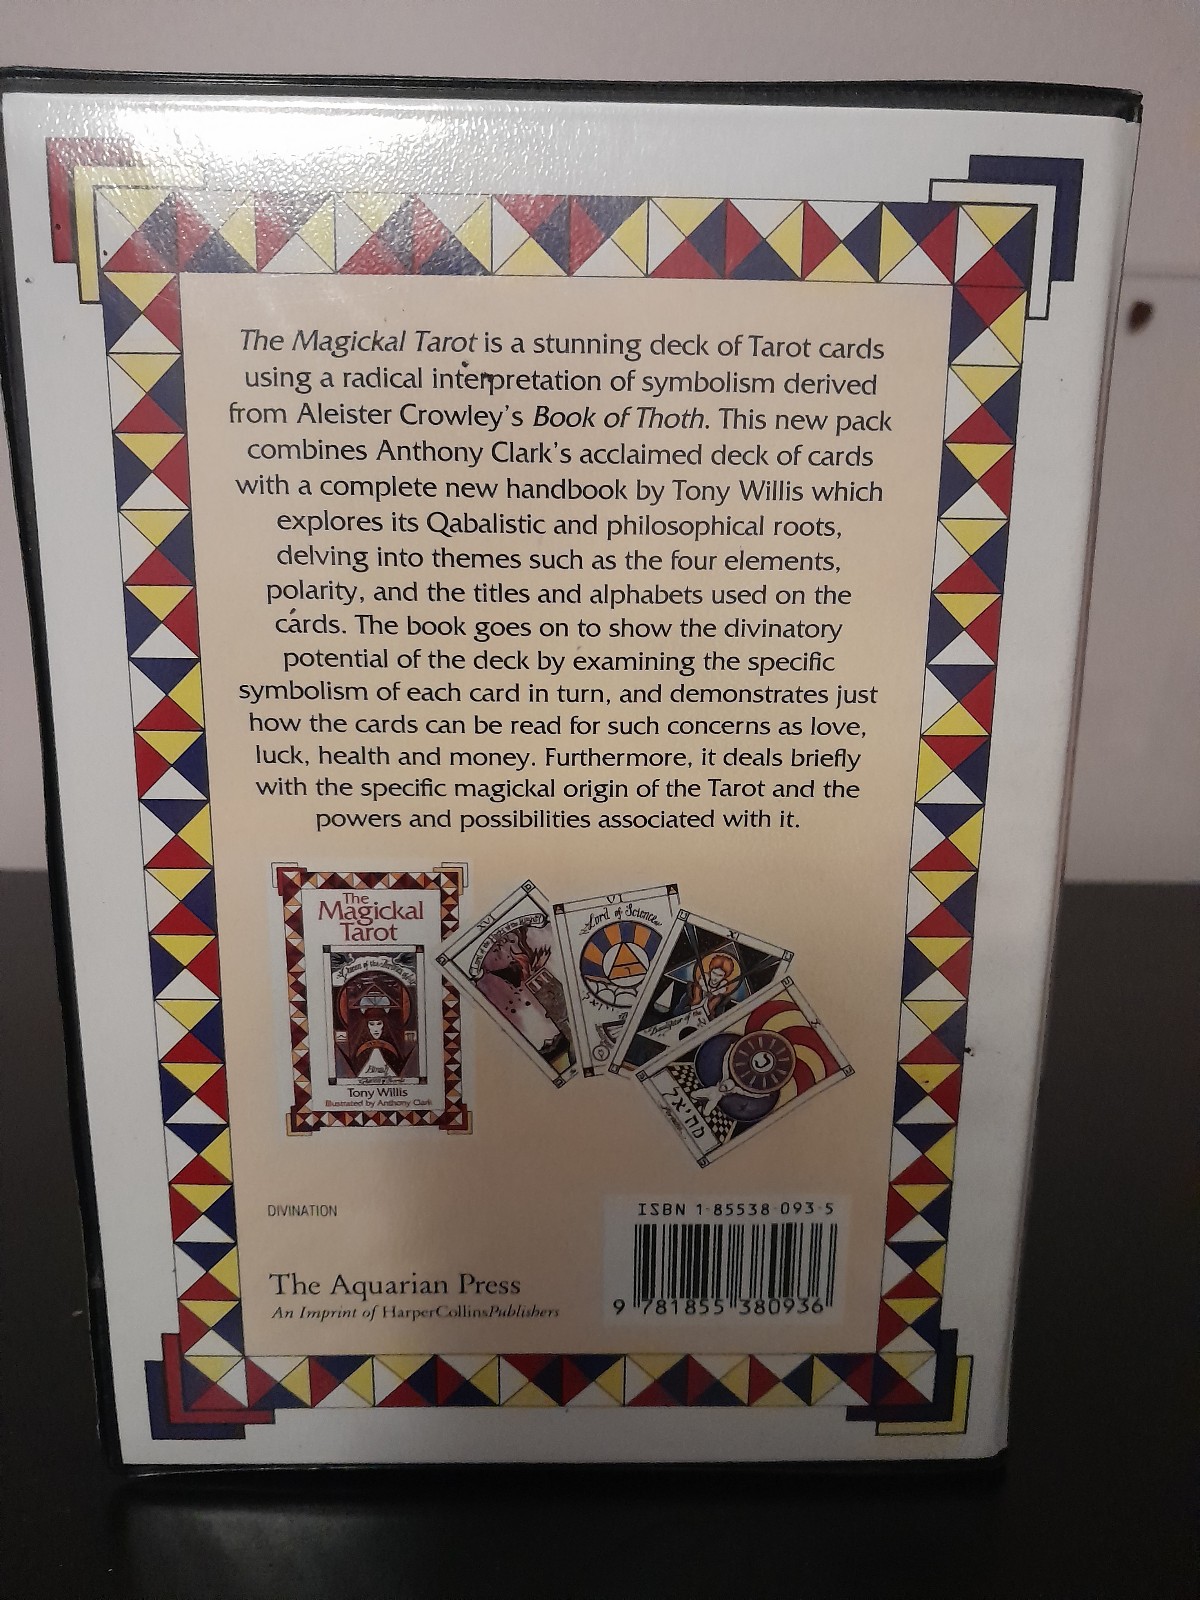 The Magickal Tarot is a stunning deck of Tarot cards
using a radical interpretation of symbolism derived
from Aleister Crowley's Book of Thoth. This new pack
combines Anthony Clark's acclaimed deck of cards
with a complete new handbook by Tony Willis which
explores its Qabalistic and philosophical roots,
delving into themes such as the four elements,
polarity, and the titles and alphabets used on the
cards. The book goes on to show the divinatory
potential of the deck by examining the specific
symbolism of each card in turn, and demonstrates just
how the cards can be read for such concerns as love,
luck, health and money. Furthermore, it deals briefly
with the specific magickal origin of the Tarot and the
powers and possibilities associated with it.
The
Magickal
Tarot
Tony Willis
Illustrated by Anthony Clark
XVI
VI
Lord of Science
XI
Daughter of the
X
DIVINATION
The Aquarian Press
An Imprint of HarperCollinsPublishers
ISBN 1-85538-093-5
9 781855 380936